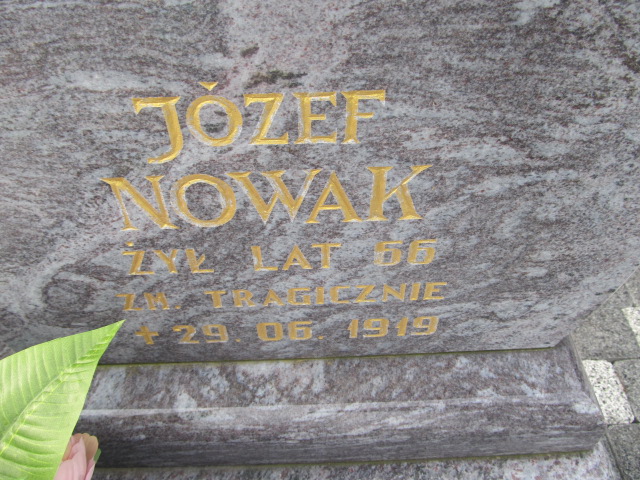 JÓZEF
NOWAK
ŻYŁ LAT 66
ZM. TRAGICZNIE
+ 29. 06. 1919